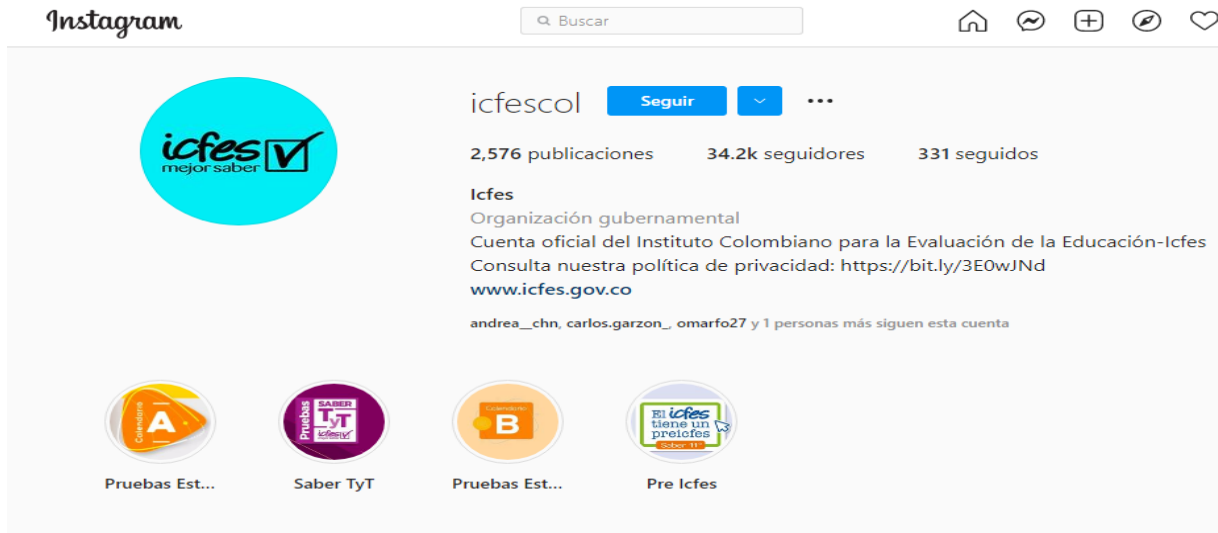 Instagram
Buscar
icfescol Seguir
2,576 publicaciones 34.2k seguidores 331 seguidos
icfes
mejor saber
Icfes
Organización gubernamental
Cuenta oficial del Instituto Colombiano para la Evaluación de la Educación-Icfes
Consulta nuestra política de privacidad: https://bit.ly/3E0wJNd
www.icfes.gov.co
andrea__chn, carlos.garzon_, omarfo27 y 1 personas más siguen esta cuenta
Calendario
A
Pruebas
SABER
TyT
icfes
Calendario
B
El icfes
tiene un
preicfes
Saber 11°
Pruebas Est... Saber TyT Pruebas Est... Pre Icfes